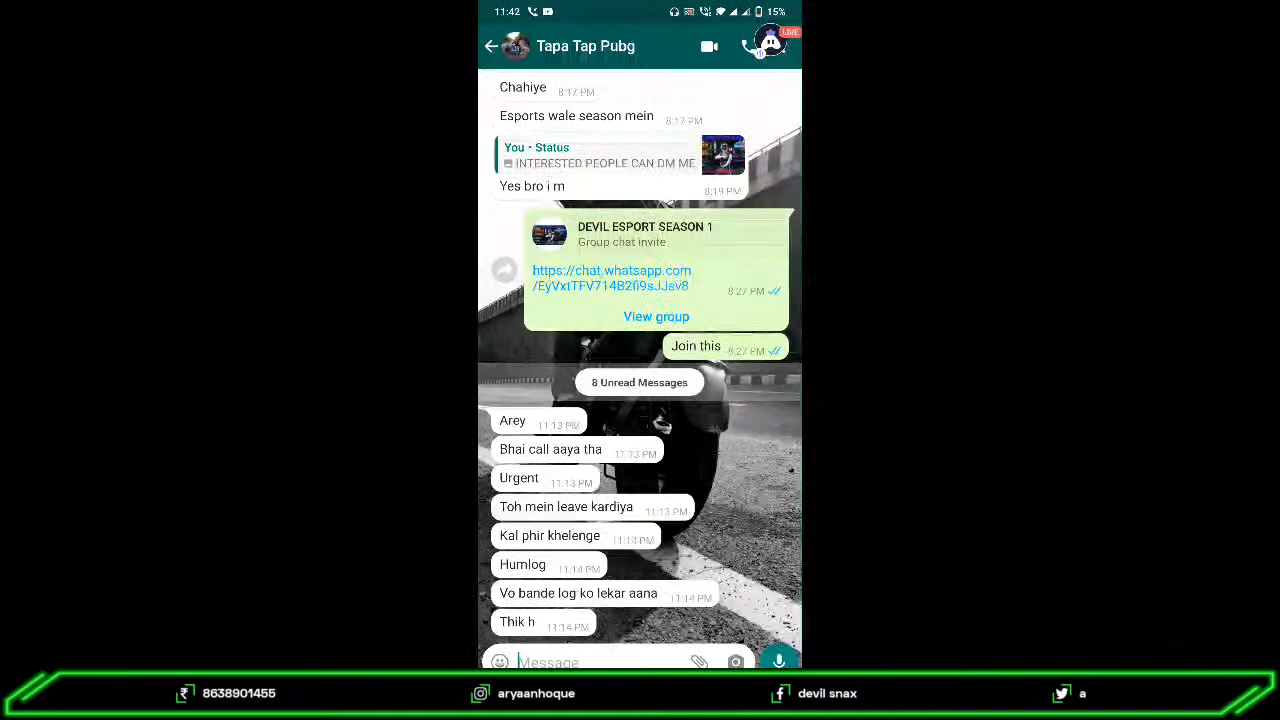 11:42
15%
LIVE
Tapa Tap Pubg
Chahiye 8:17 PM
Esports wale season mein 8:17 PM
You • Status
INTERESTED PEOPLE CAN DM ME
Yes bro i m 8:19 PM
DEVIL ESPORT SEASON 1
Group chat invite
https://chat.whatsapp.com
/EyVxtTFV714B2fi9sJJsv8 8:27 PM
View group
Join this 8:27 PM
8 Unread Messages
Arey 11:13 PM
Bhai call aaya tha 11:13 PM
Urgent 11:13 PM
Toh mein leave kardiya 11:13 PM
Kal phir khelenge 11:14 PM
Humlog 11:14 PM
Vo bande log ko lekar aana 11:14 PM
Thik h 11:14 PM
Message
₹ 8638901455
aryaanhoque
devil snax
a